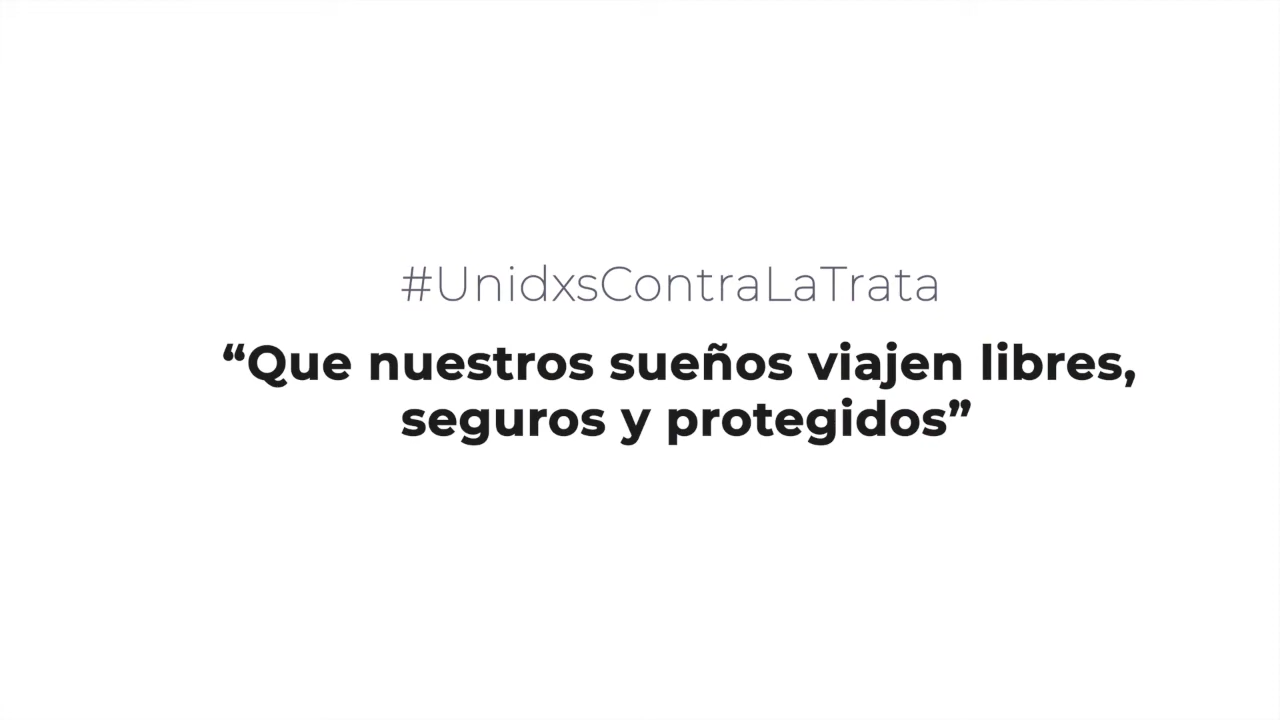 #UnidxsContraLaTrata
“Que nuestros sueños viajen libres,
seguros y protegidos”